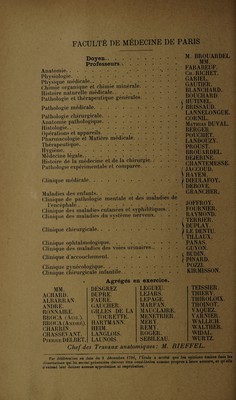 FACULTÉ DE MÉDECINE DE PARIS
Doyen M. BROUARDEL
Professeurs. MM.
Anatomie FARABEUF.
Physiologie Ch. RICHET
Physique médicale GARIEL.
Chimie organique et chimie minérale GAUTIER.
Histoire naturelle médicale BLANCHARD.
Pathologie et thérapeutique générales BOUCHARD.
Pathologie médicale HUTINEL. BRISSAUD.
Pathologie chirurgicale LANNELONGUE.
Anatomie pathologique CORNIL.
Histologie Mathias DUVAL.
Opérations et appareils BERGER.
Pharmacologie et Matière médicale POUCHET.
Thérapeutique LANDOUZY.
Hygiène PROUST.
Médecine légale BROUARDEL.
Histoire de la médecine et de la chirurgie DEJERINE.
Pathologie expérimentale et comparée CHANTEMESSE
Clinique médicale JACCOUD. HAYEM. DIEULAFOY. DEBOVE.
Maladies des enfants GRANCHER.
Clinique de pathologie mentale et des maladies de l'encéphale JOFFROY
Clinique des maladies cutanées et syphilitiques FOURNIER.
Clinique des maladies du système nerveux RAYMOND.
Clinique chirurgicale TERRIER DUPLAY LE DENTU. TILLAUX.
Clinique ophtalmologique PANAS.
Clinique des maladies des voies urinaires GUYON.
Clinique d'accouchement BUDIN. PINARD.
Clinique gynécologique POZZI.
Clinique chirurgicale infantile KIRMISSON.
Agrégés en exercice.
MM. DESGREZ LEGUEU. TEISSIER.
ACHARD DUPRÉ. LEJARS THIERY.
ALBARRAN. FAURE. LEPAGE. THIROLOIX.
ANDRÉ. GAUCHER. MARFAN THOINOT.
BONNAIRE. GILLES DE LA MAUCLAIRE. VAQUEZ.
BROCA (Aug.). TOURETTE. MÉNÉTRIER. VARNIER.
BROCA (André). HARTMANN. MERY WALLICH
CHARRIN. HEIM. REMY WALTHER.
CHASSEVANT. LANGLOIS. ROGER. WIDAL
Pierre DELBET. LAUNOIS. SEBILEAU. WURTZ.
Chef des Travaux anatomiques : M. RIEFFEL.